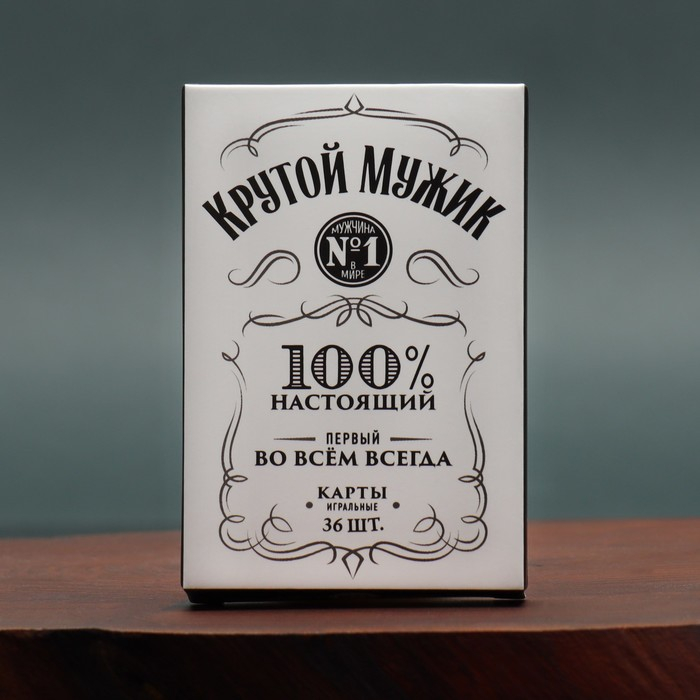 КРУТОЙ МУЖИК
МУЖЧИНА
№1
В
МИРЕ
100%
НАСТОЯЩИЙ
ПЕРВЫЙ
ВО ВСЁМ ВСЕГДА
КАРТЫ
ИГРАЛЬНЫЕ
36 ШТ.